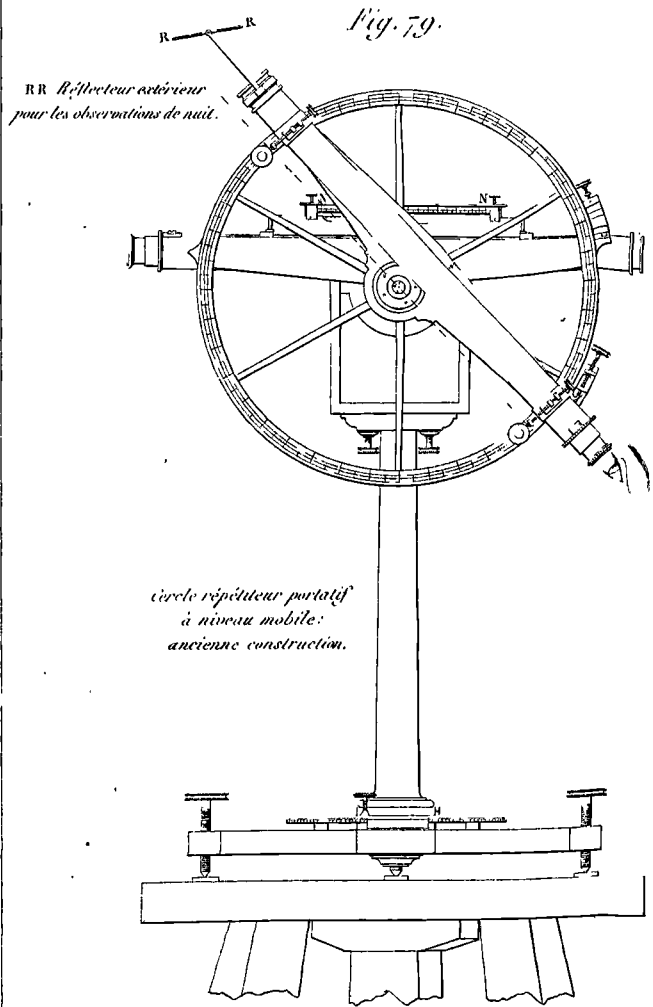 Fig. 79.
R R
RR Réflecteur extérieur
pour les observations de nuit.
N N
Cercle répétiteur portatif
à niveau mobile:
ancienne construction.